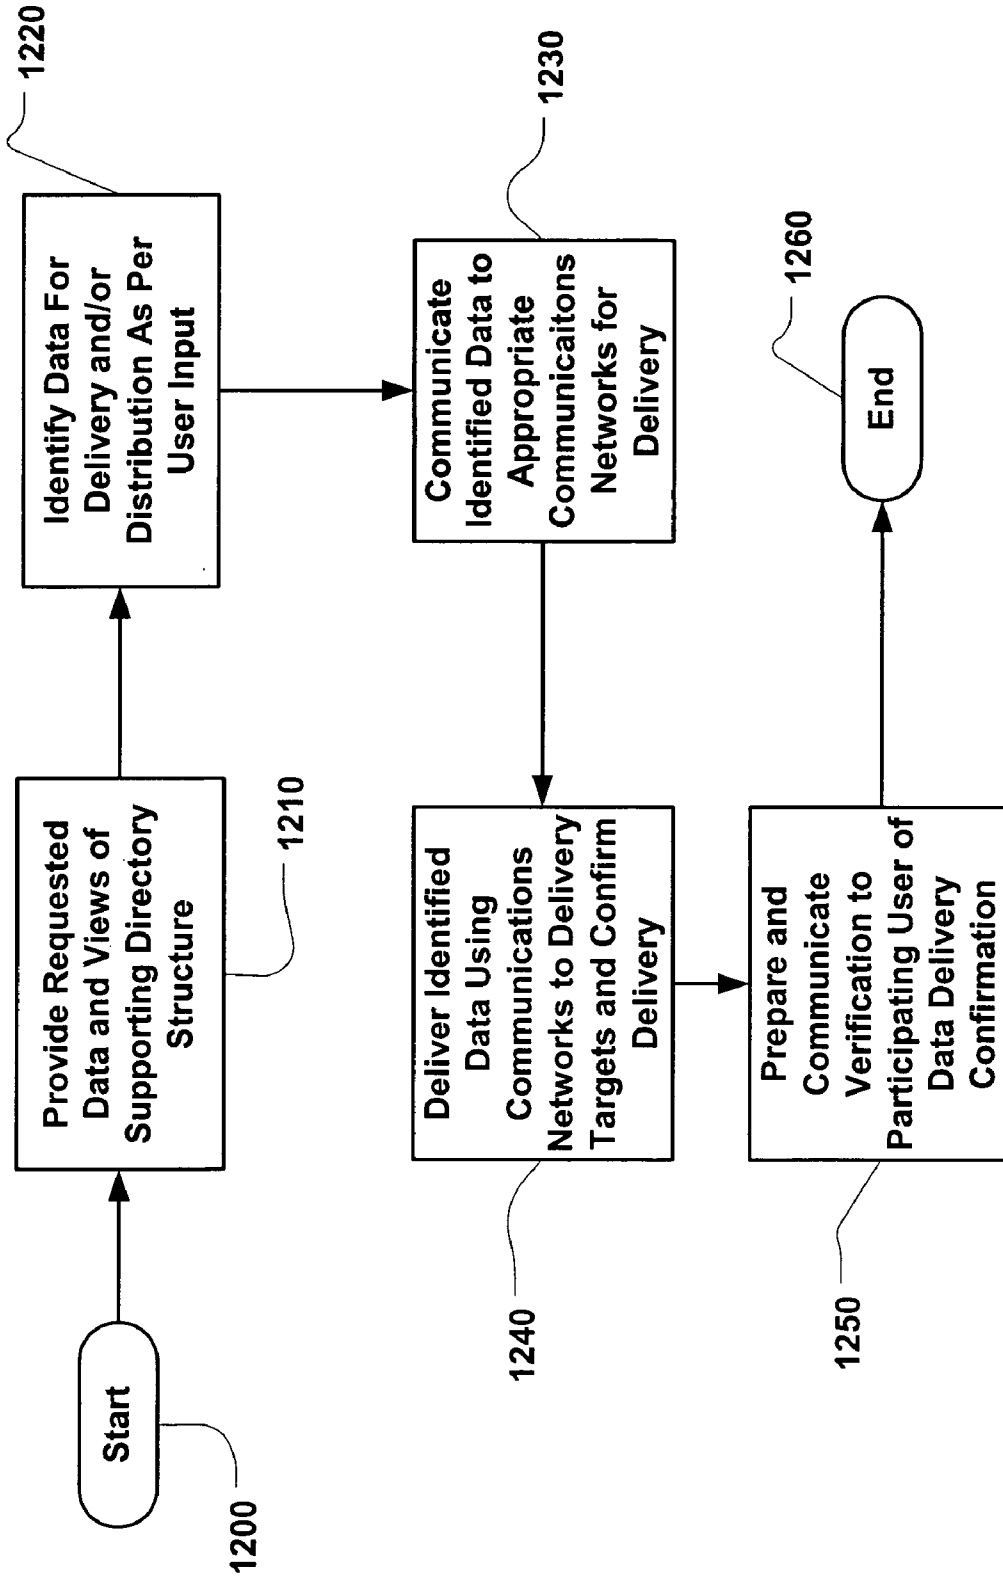 Start
1200
Provide Requested
Data and Views of
Supporting Directory
Structure
1210
Identify Data For
Delivery and/or
Distribution As Per
User Input
1220
Communicate
Identified Data to
Appropriate
Communicaitons
Networks for
Delivery
1230
Deliver Identified
Data Using
Communications
Networks to Delivery
Targets and Confirm
Delivery
1240
Prepare and
Communicate
Verification to
Participating User of
Data Delivery
Confirmation
1250
End
1260